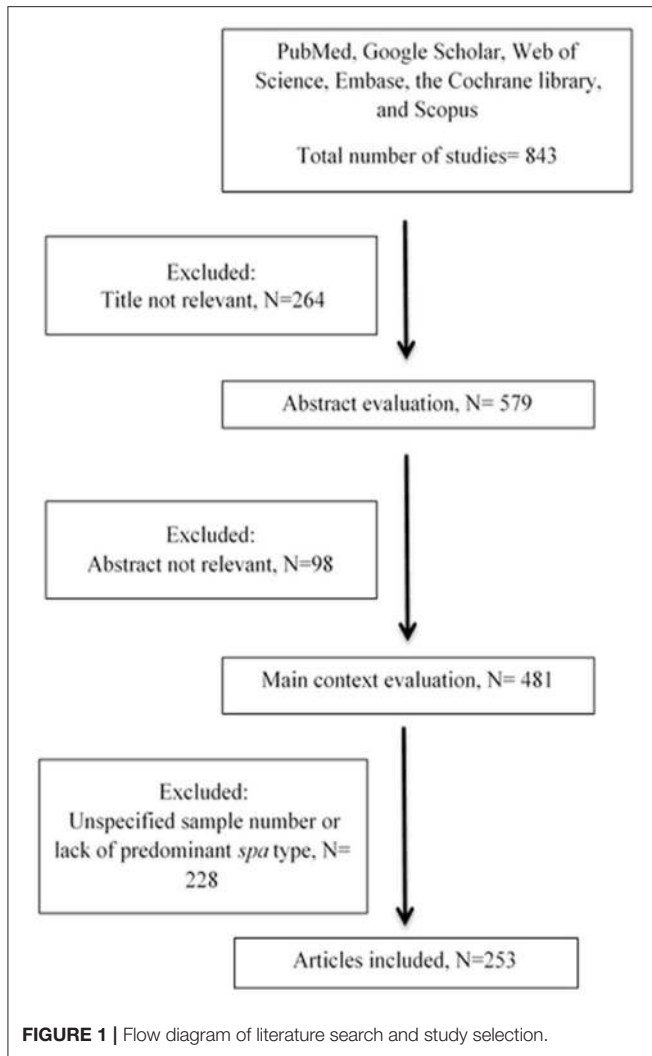 PubMed, Google Scholar, Web of
Science, Embase, the Cochrane library,
and Scopus
Total number of studies= 843
Excluded:
Title not relevant, N=264
Abstract evaluation, N= 579
Excluded:
Abstract not relevant, N=98
Main context evaluation, N= 481
Excluded:
Unspecified sample number or
lack of predominant spa type, N=
228
Articles included, N=253
FIGURE 1 | Flow diagram of literature search and study selection.